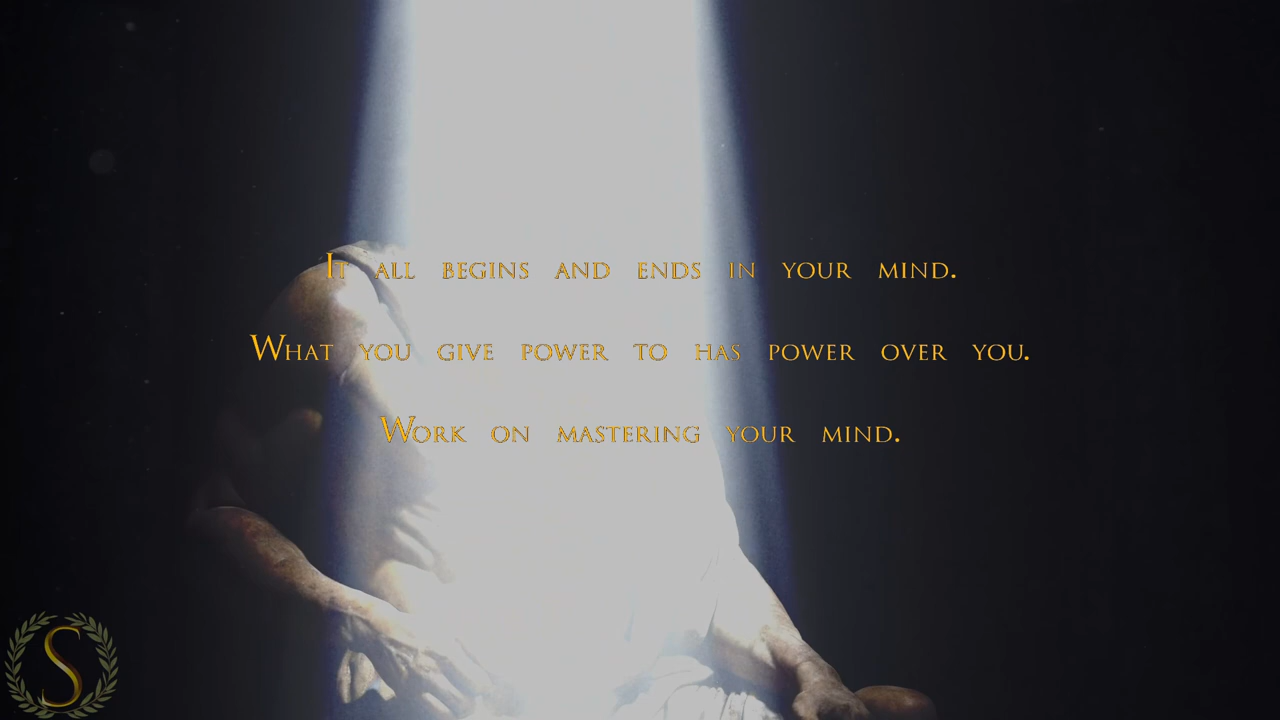 It all begins and ends in your mind.
What you give power to has power over you.
Work on mastering your mind.
S